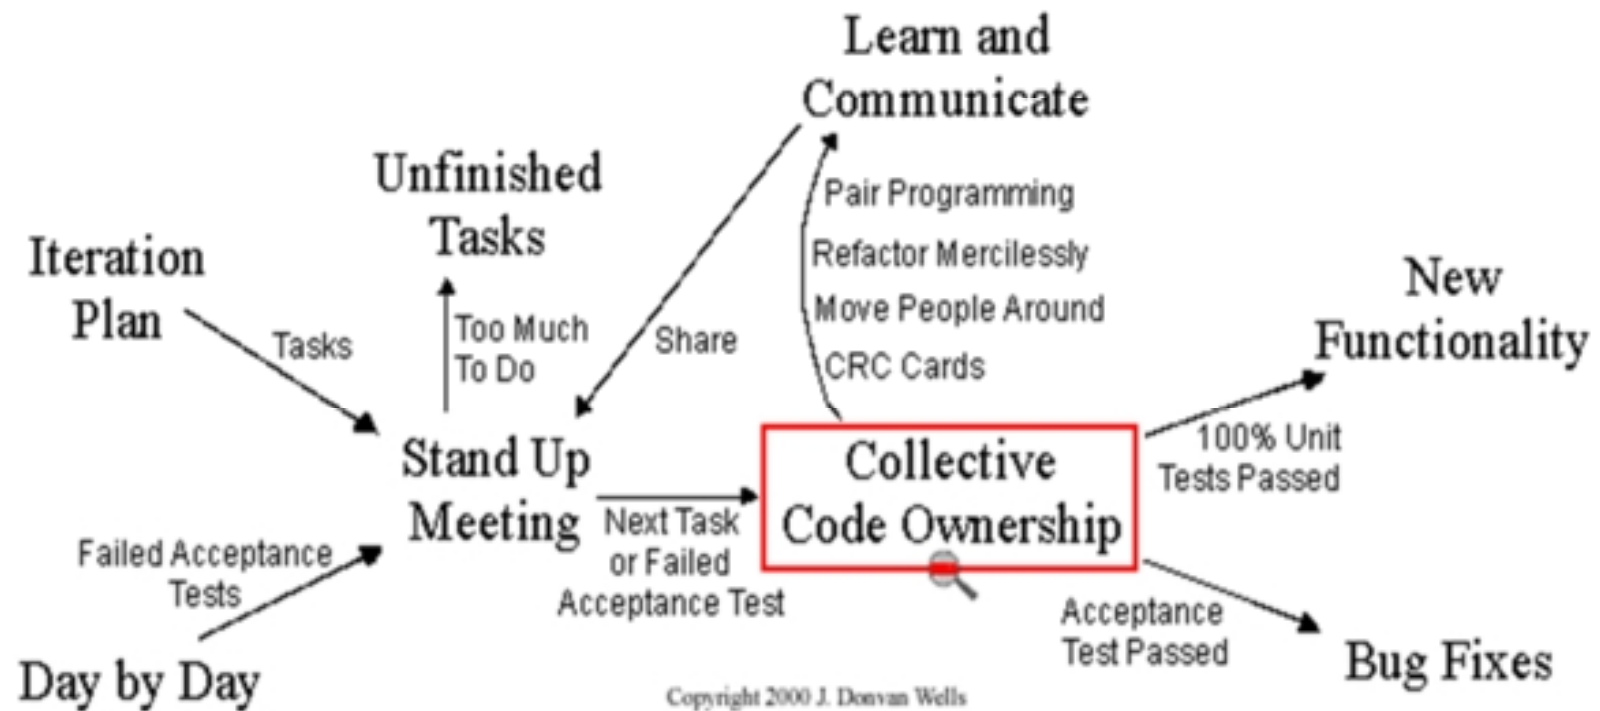 Learn and
Communicate
Unfinished
Tasks
Pair Programming
Iteration
Plan
Refactor Mercilessly
New
Functionality
Move People Around
Tasks
Too Much
To Do
Share
CRC Cards
100% Unit
Tests Passed
Stand Up
Meeting
Collective
Code Ownership
Next Task
or Failed
Acceptance Test
Failed Acceptance
Tests
Acceptance
Test Passed
Day by Day
Bug Fixes
Copyright 2000 J. Donvan Wells